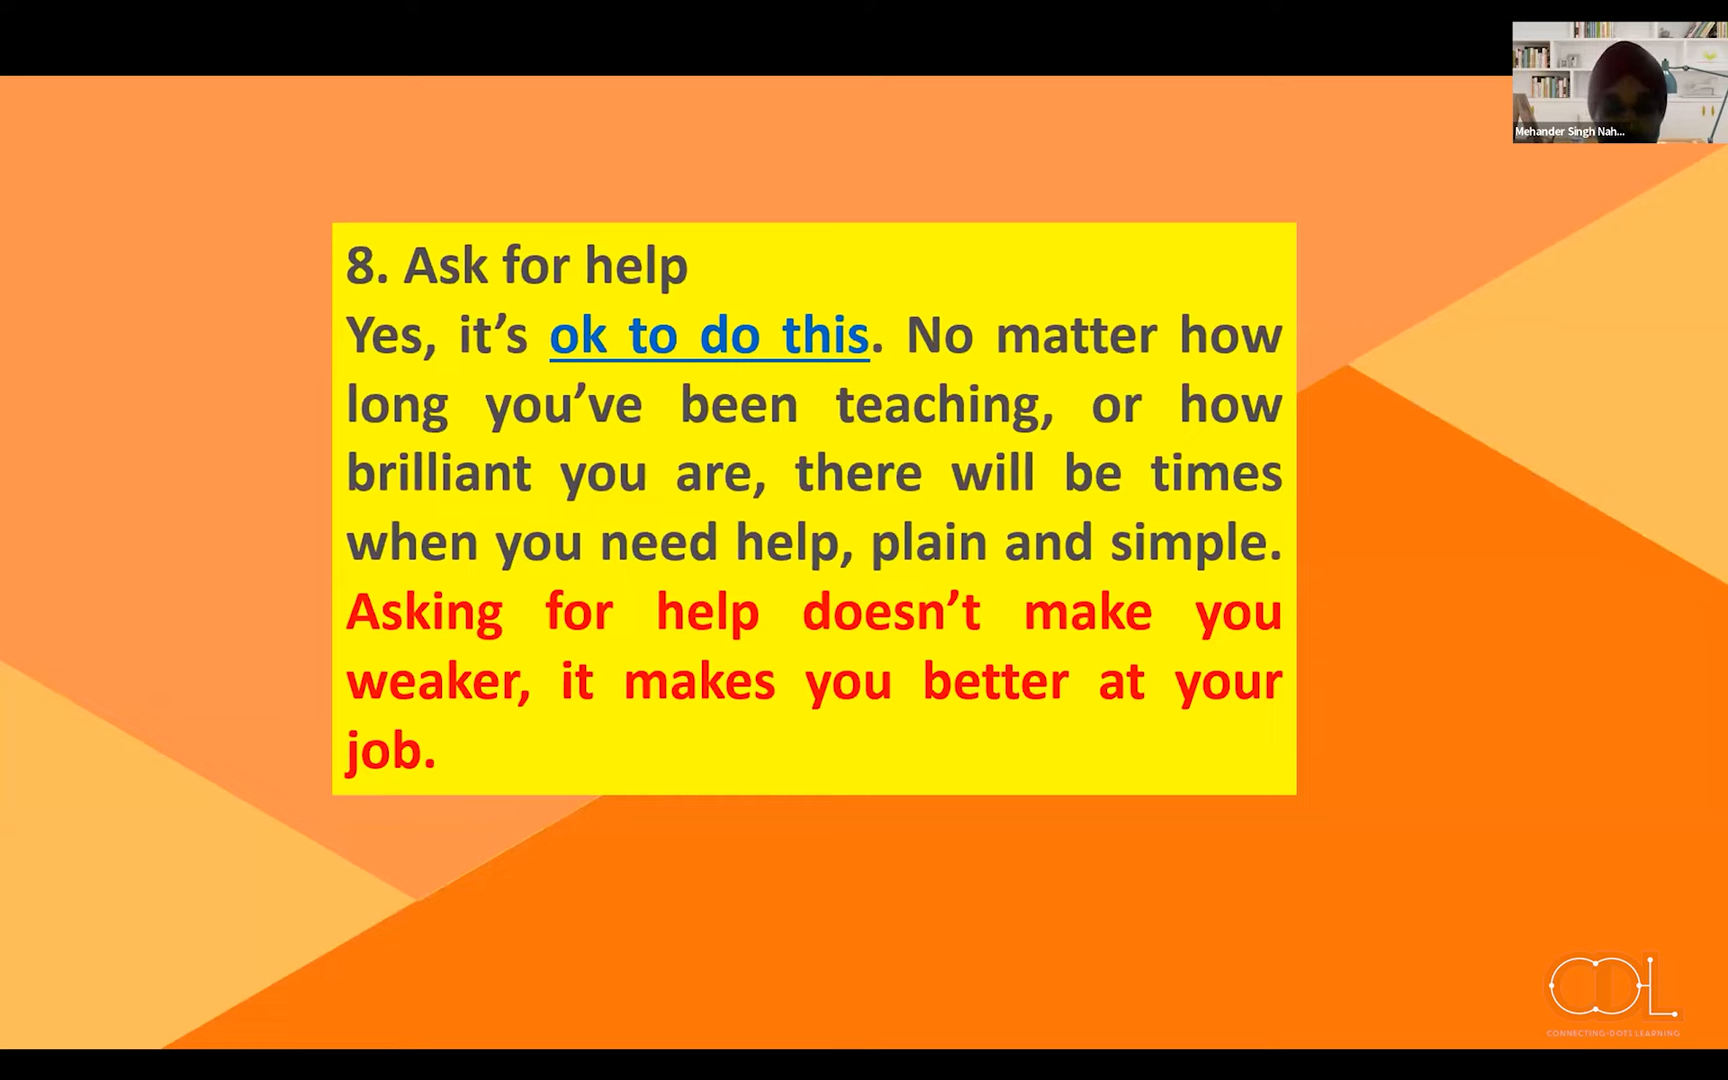 Mehander Singh Nah...
8. Ask for help
Yes, it’s ok to do this. No matter how
long you’ve been teaching, or how
brilliant you are, there will be times
when you need help, plain and simple.
Asking for help doesn’t make you
weaker, it makes you better at your
job.
CDL
CONNECTING-DOTS LEARNING